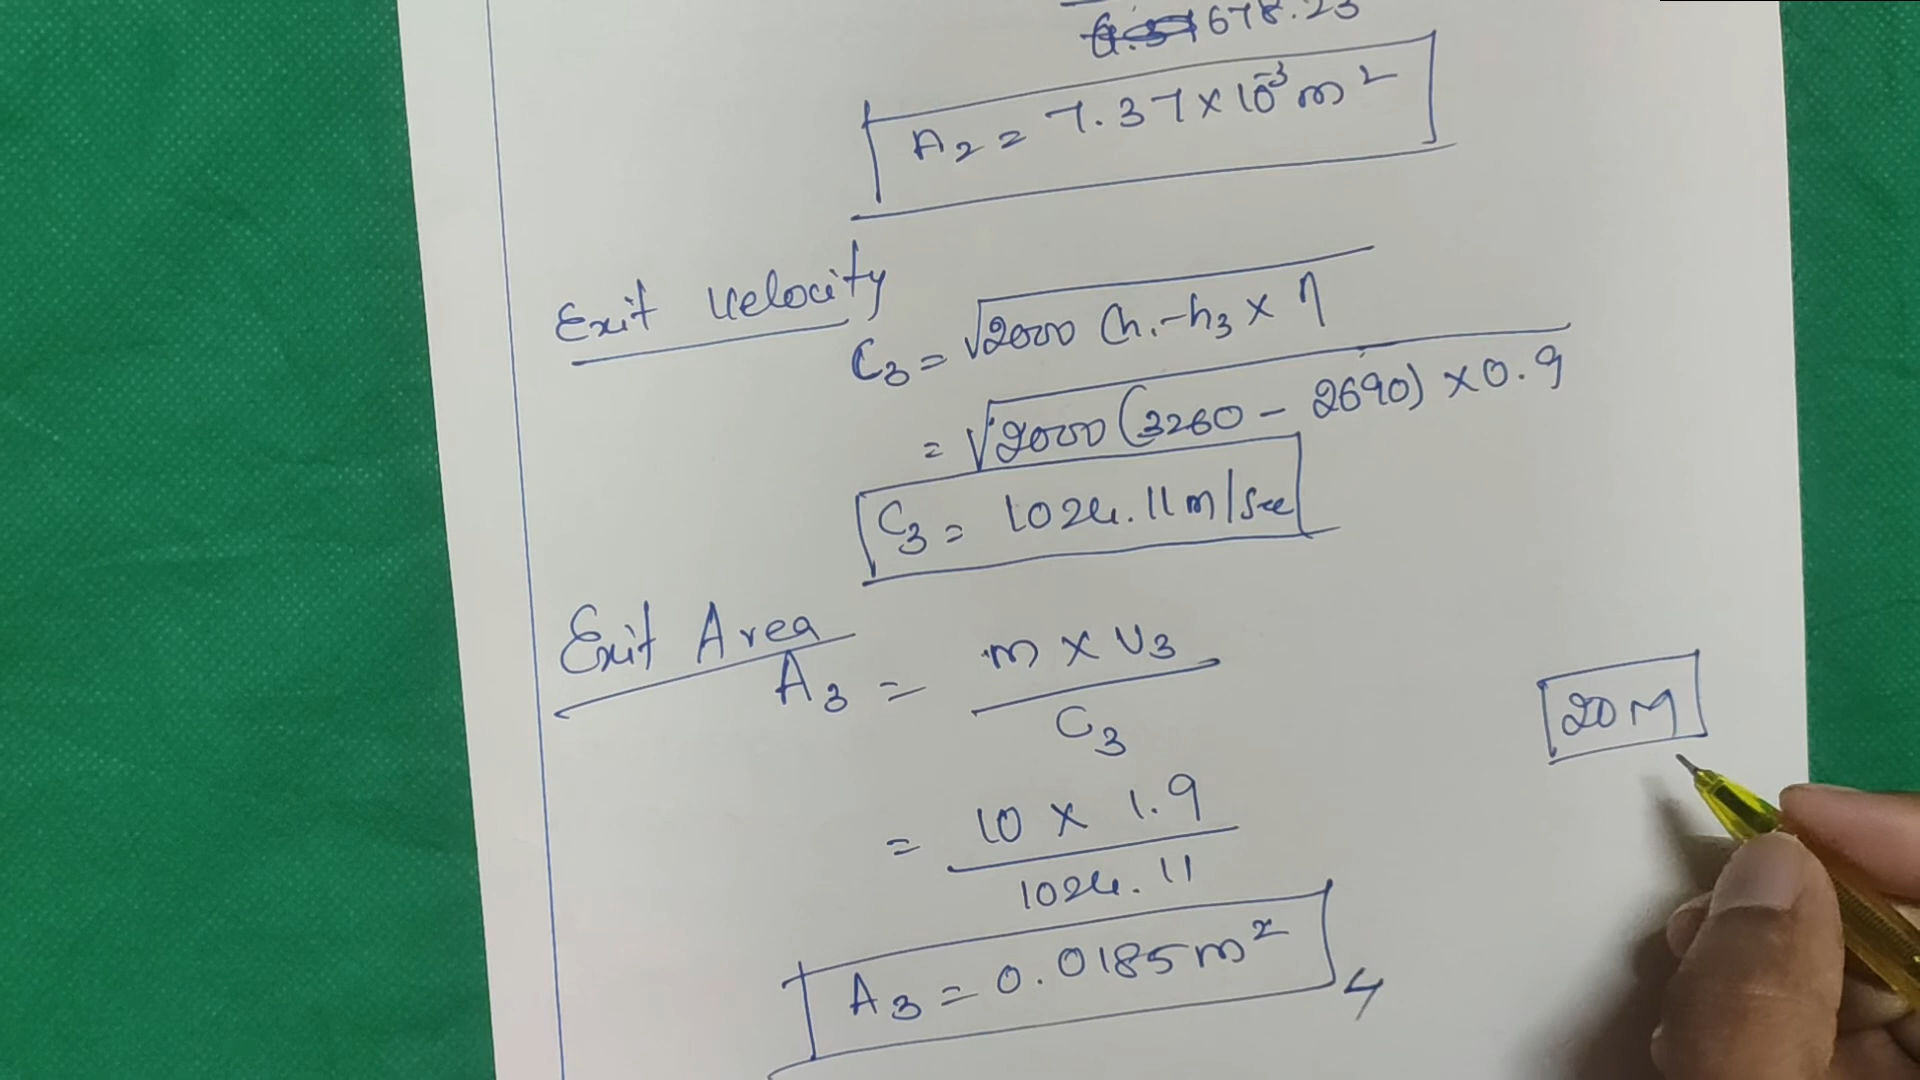 678.23
A₂ = 7.37 × 10⁻³ m²
Exit Velocity
C₃ = √2000 (h₁-h₃ × η
= √2000 (3260 - 2690) × 0.9
C₃ = 1024.11 m/sec
Exit Area
A₃ = m × v₃ / C₃
20 M
= 10 × 1.9 / 1024.11
A₃ = 0.0185 m²